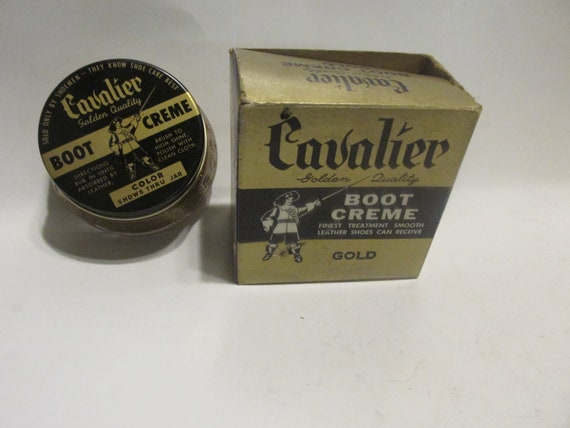 SOLD ONLY BY SHOEMEN - THEY KNOW SHOE CARE BEST
Cavalier
Golden Quality
BOOT CREME
DIRECTIONS
RUB IN UNTIL
ABSORBED BY
LEATHER.
BRUSH TO
HIGH SHINE.
POLISH WITH
CLEAN CLOTH.
COLOR
SHOWS THRU JAR
Cavalier
Cavalier
Golden Quality
BOOT
CREME
FINEST TREATMENT SMOOTH
LEATHER SHOES CAN RECEIVE
GOLD